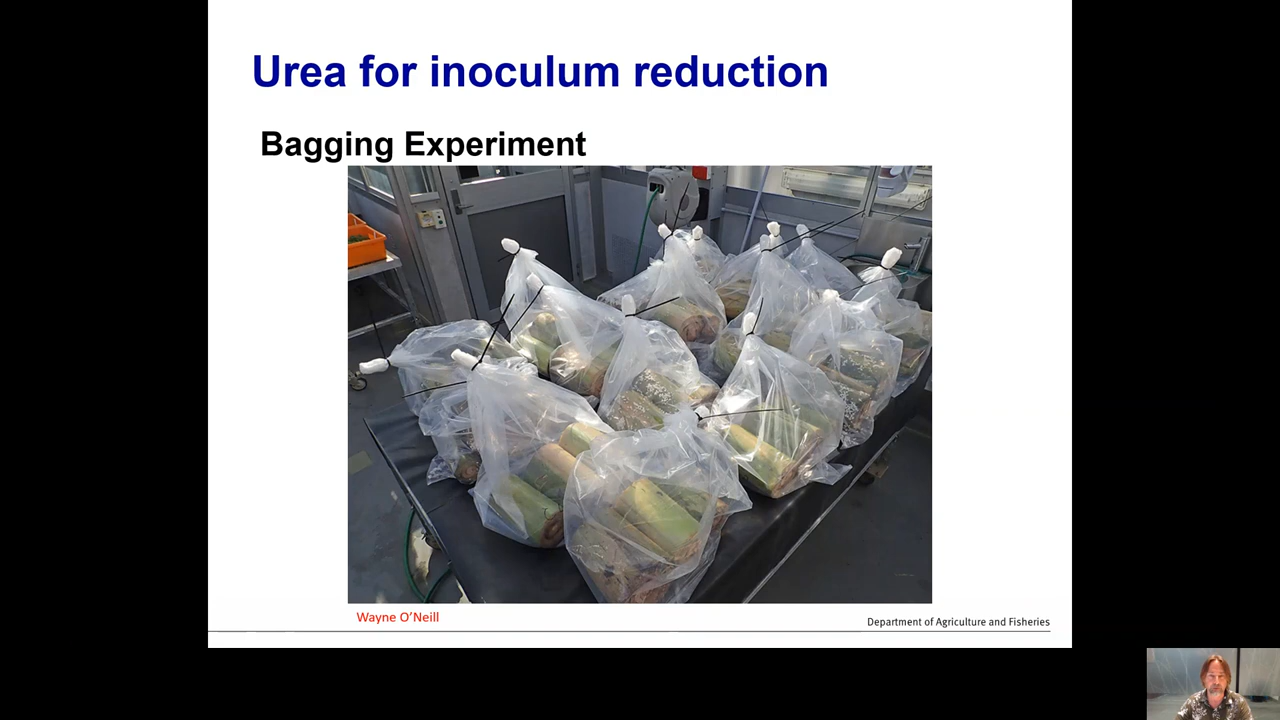 Urea for inoculum reduction
Bagging Experiment
Wayne O’Neill
Department of Agriculture and Fisheries